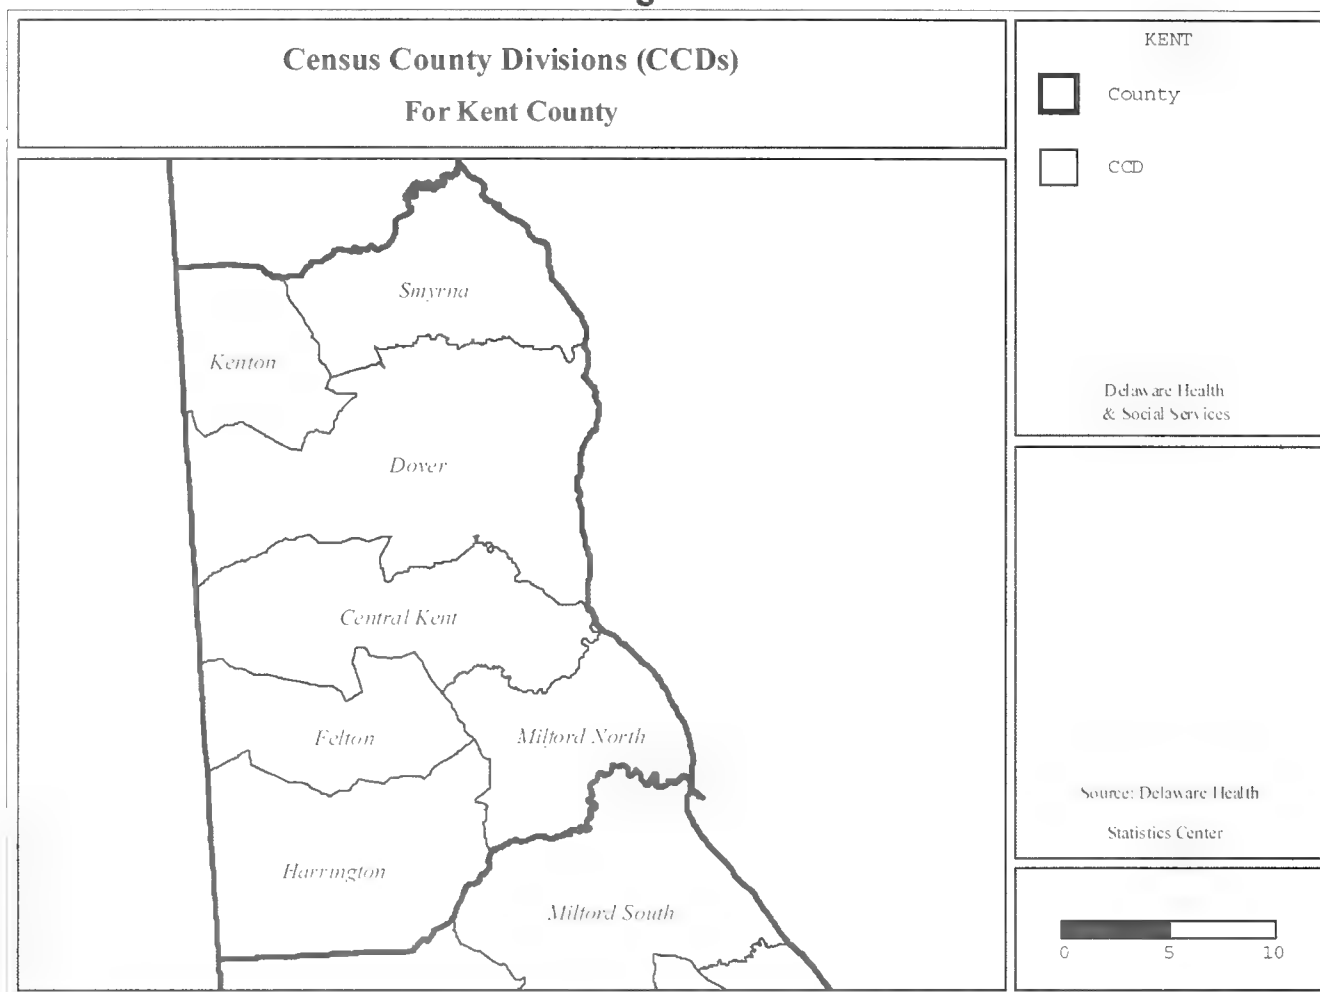 Census County Divisions (CCDs)
For Kent County
KENT
County
CCD
Delaware Health
& Social Services
Source: Delaware Health
Statistics Center
0 5 10
Smyrna
Kenton
Dover
Central Kent
Felton
Milford North
Harrington
Milford South